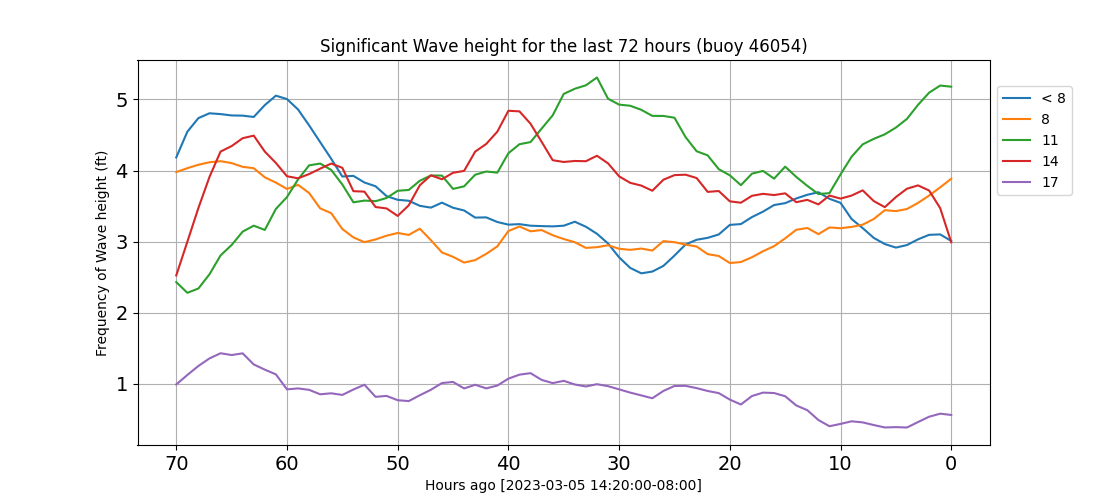 Significant Wave height for the last 72 hours (buoy 46054)
Frequency of Wave height (ft)
5
4
3
2
1
70 60 50 40 30 20 10 0
Hours ago [2023-03-05 14:20:00-08:00]
< 8
8
11
14
17